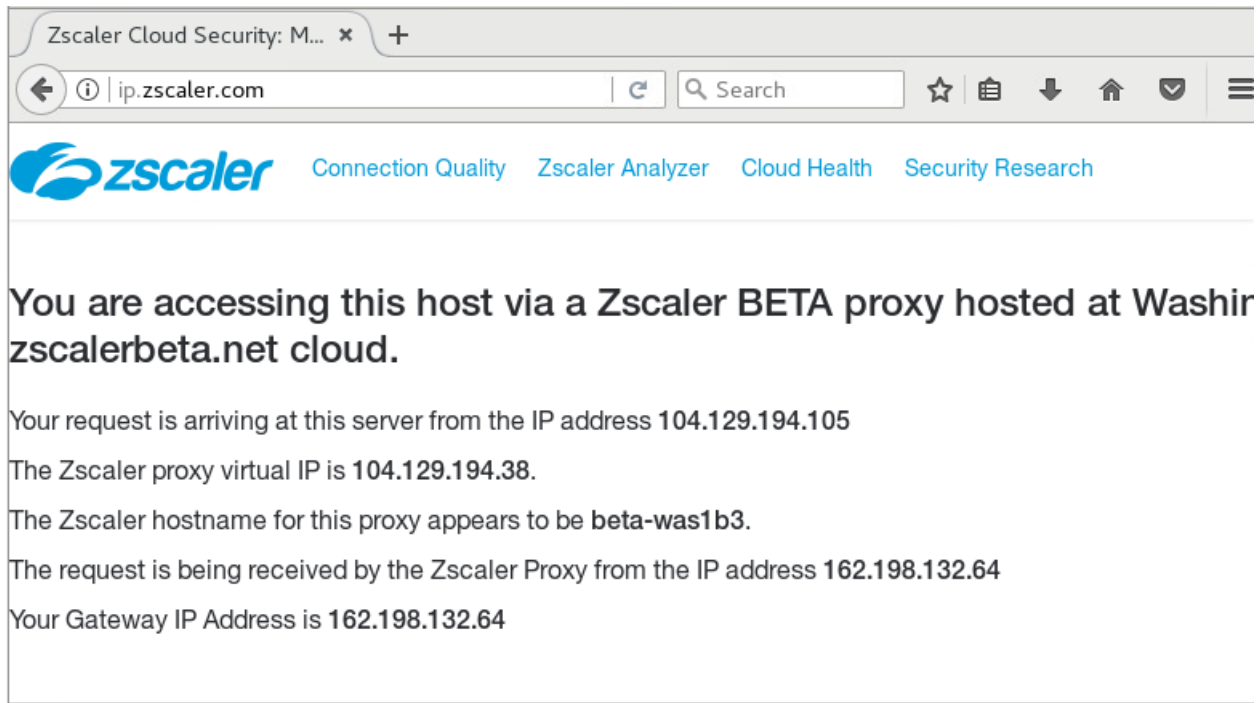 Zscaler Cloud Security: M...
ip.zscaler.com
Search
zscaler
Connection Quality Zscaler Analyzer Cloud Health Security Research
You are accessing this host via a Zscaler BETA proxy hosted at
zscalerbeta.net cloud.
Your request is arriving at this server from the IP address 104.129.194.105
The Zscaler proxy virtual IP is 104.129.194.38.
The Zscaler hostname for this proxy appears to be beta-was1b3.
The request is being received by the Zscaler Proxy from the IP address 162.198.132.64
Your Gateway IP Address is 162.198.132.64